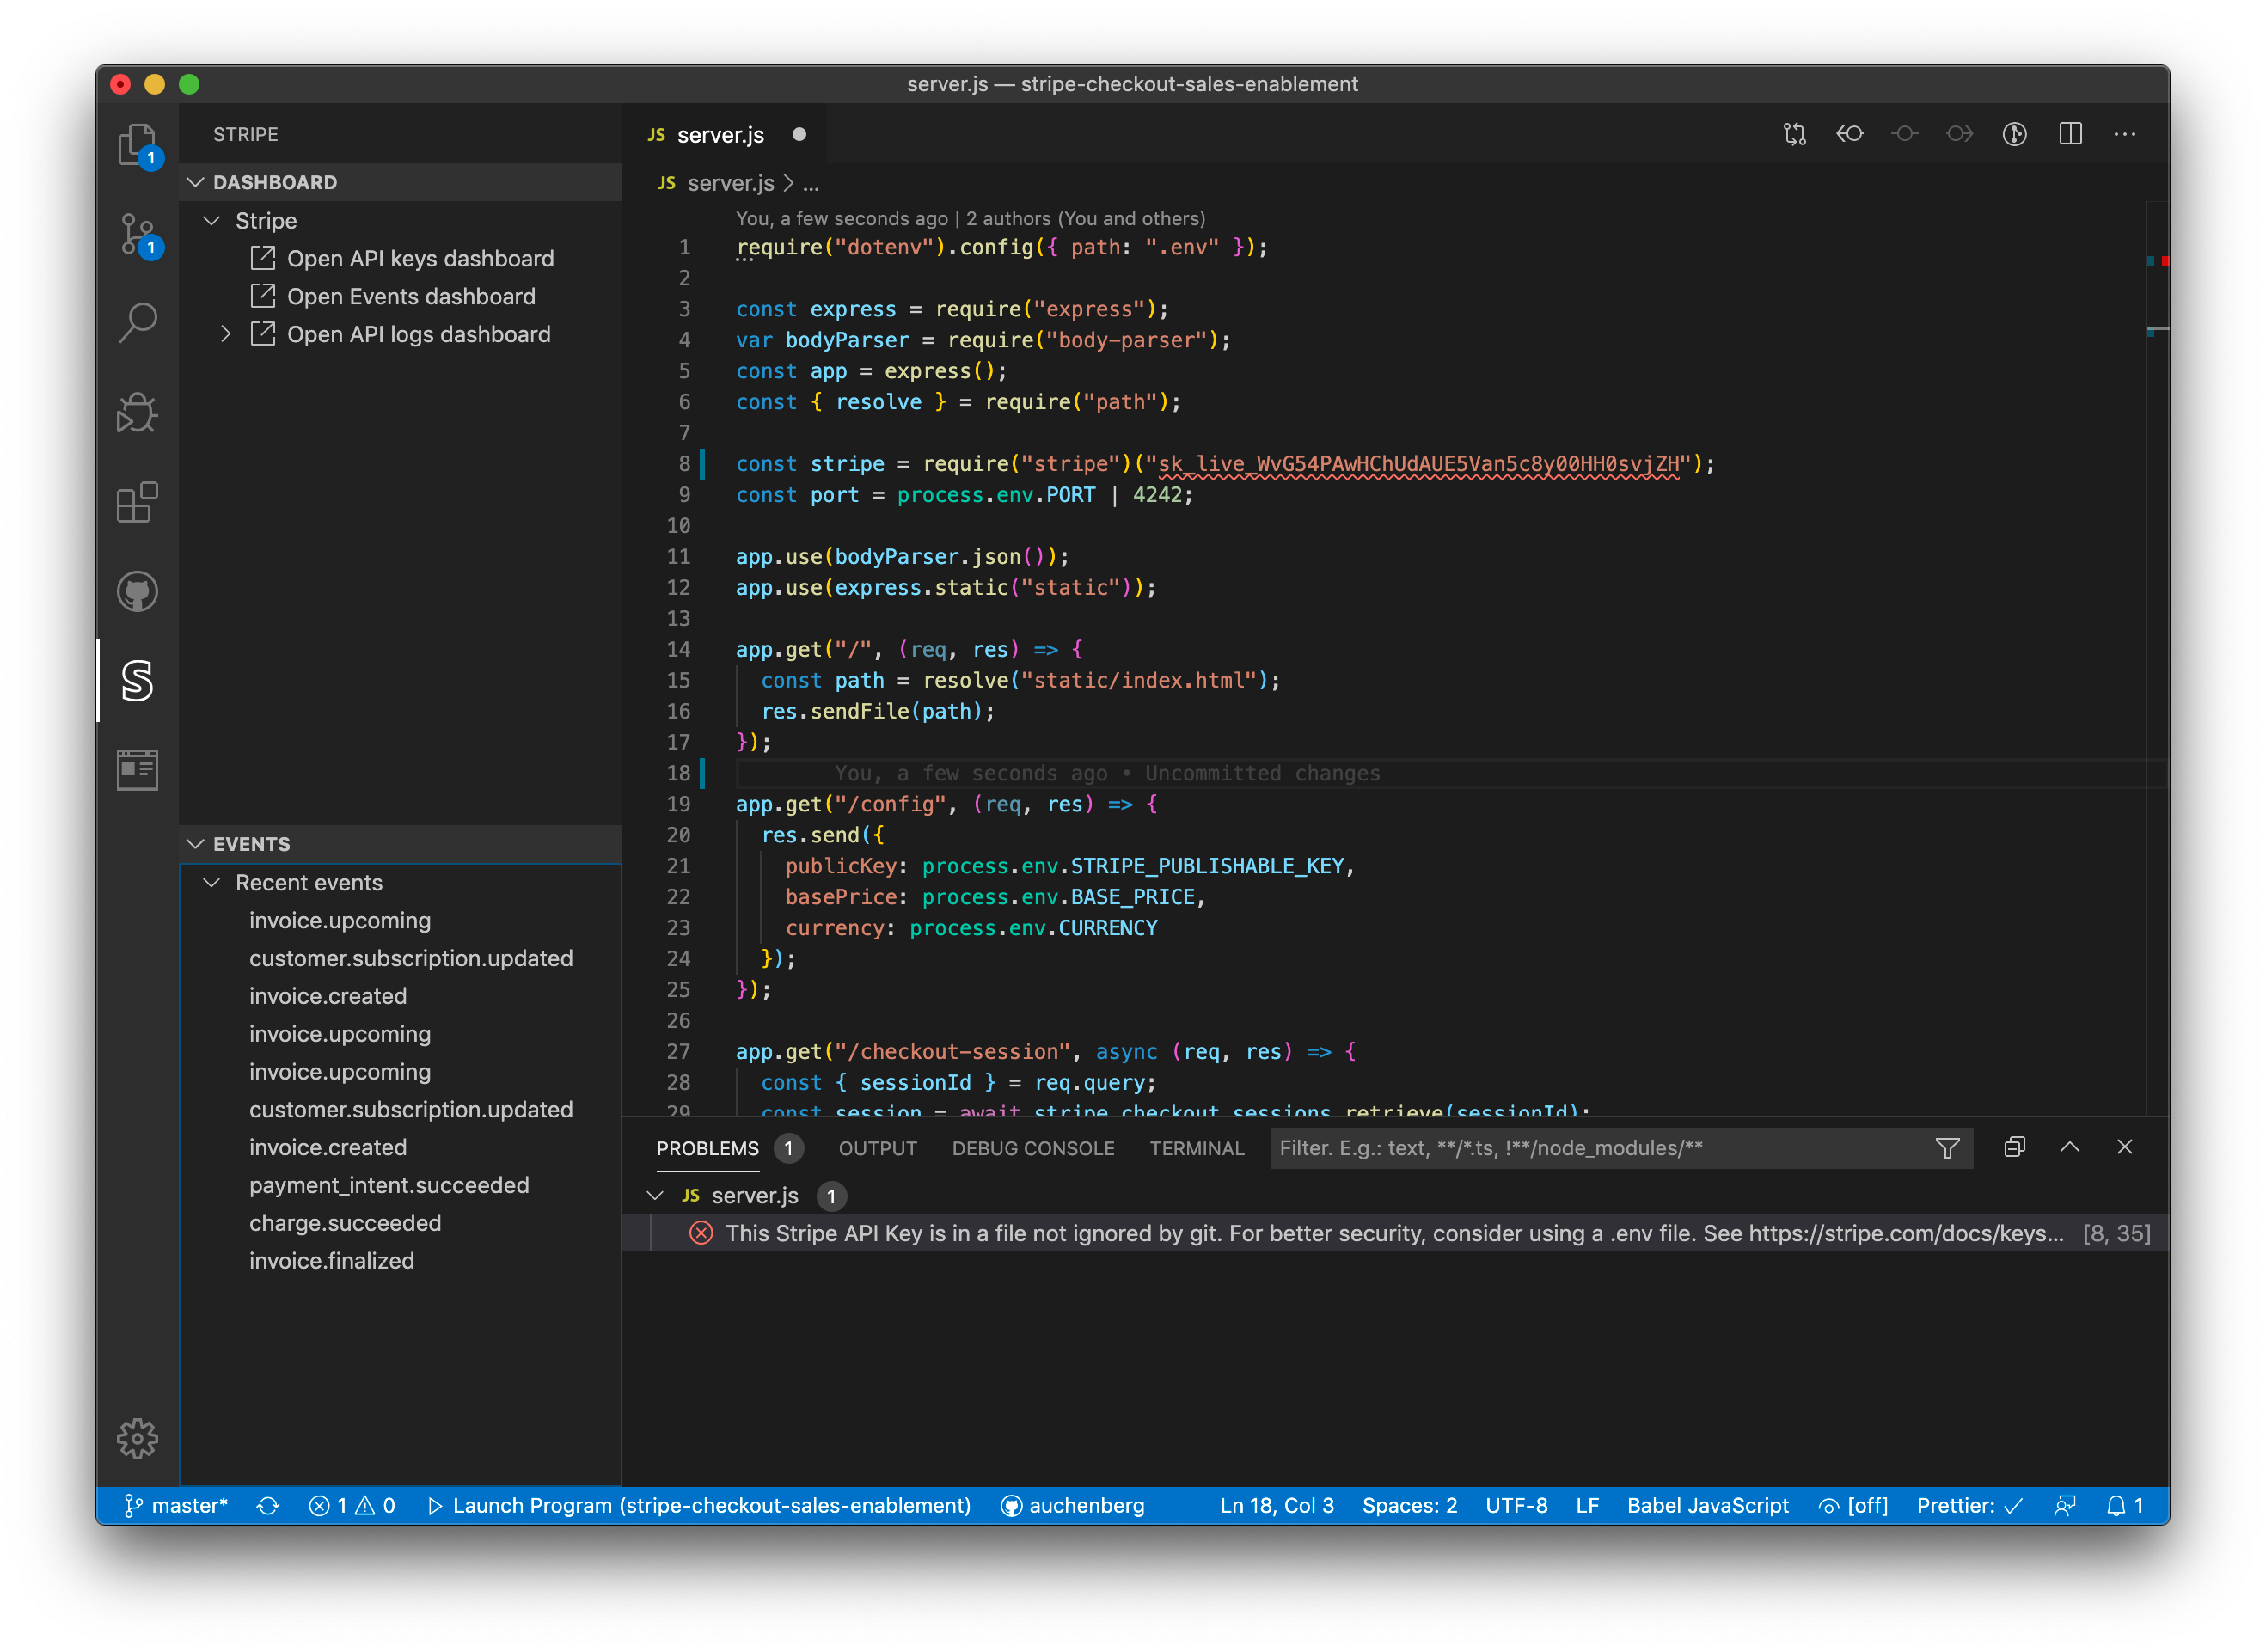 server.js — stripe-checkout-sales-enablement
STRIPE
DASHBOARD
Stripe
Open API keys dashboard
Open Events dashboard
Open API logs dashboard
EVENTS
Recent events
invoice.upcoming
customer.subscription.updated
invoice.created
invoice.upcoming
invoice.upcoming
customer.subscription.updated
invoice.created
payment_intent.succeeded
charge.succeeded
invoice.finalized
1
1
JS server.js
JS server.js > ...
You, a few seconds ago | 2 authors (You and others)
1 require("dotenv").config({ path: ".env" });
2
3 const express = require("express");
4 var bodyParser = require("body-parser");
5 const app = express();
6 const { resolve } = require("path");
7
8 const stripe = require("stripe")("sk_live_WvG54PAwHChUdAUE5Van5c8y00HH0svjZH");
9 const port = process.env.PORT | 4242;
10
11 app.use(bodyParser.json());
12 app.use(express.static("static"));
13
14 app.get("/", (req, res) => {
15 const path = resolve("static/index.html");
16 res.sendFile(path);
17 });
18 You, a few seconds ago • Uncommitted changes
19 app.get("/config", (req, res) => {
20 res.send({
21 publicKey: process.env.STRIPE_PUBLISHABLE_KEY,
22 basePrice: process.env.BASE_PRICE,
23 currency: process.env.CURRENCY
24 });
25 });
26
27 app.get("/checkout-session", async (req, res) => {
28 const { sessionId } = req.query;
29 const session = await stripe.checkout.sessions.retrieve(sessionId);
PROBLEMS 1 OUTPUT DEBUG CONSOLE TERMINAL Filter. E.g.: text, **/*.ts, !**/node_modules/**
JS server.js 1
This Stripe API Key is in a file not ignored by git. For better security, consider using a .env file. See https://stripe.com/docs/keys... [8, 35]
master* 1 0 Launch Program (stripe-checkout-sales-enablement) auchenberg Ln 18, Col 3 Spaces: 2 UTF-8 LF Babel JavaScript [off] Prettier: ✓ 1